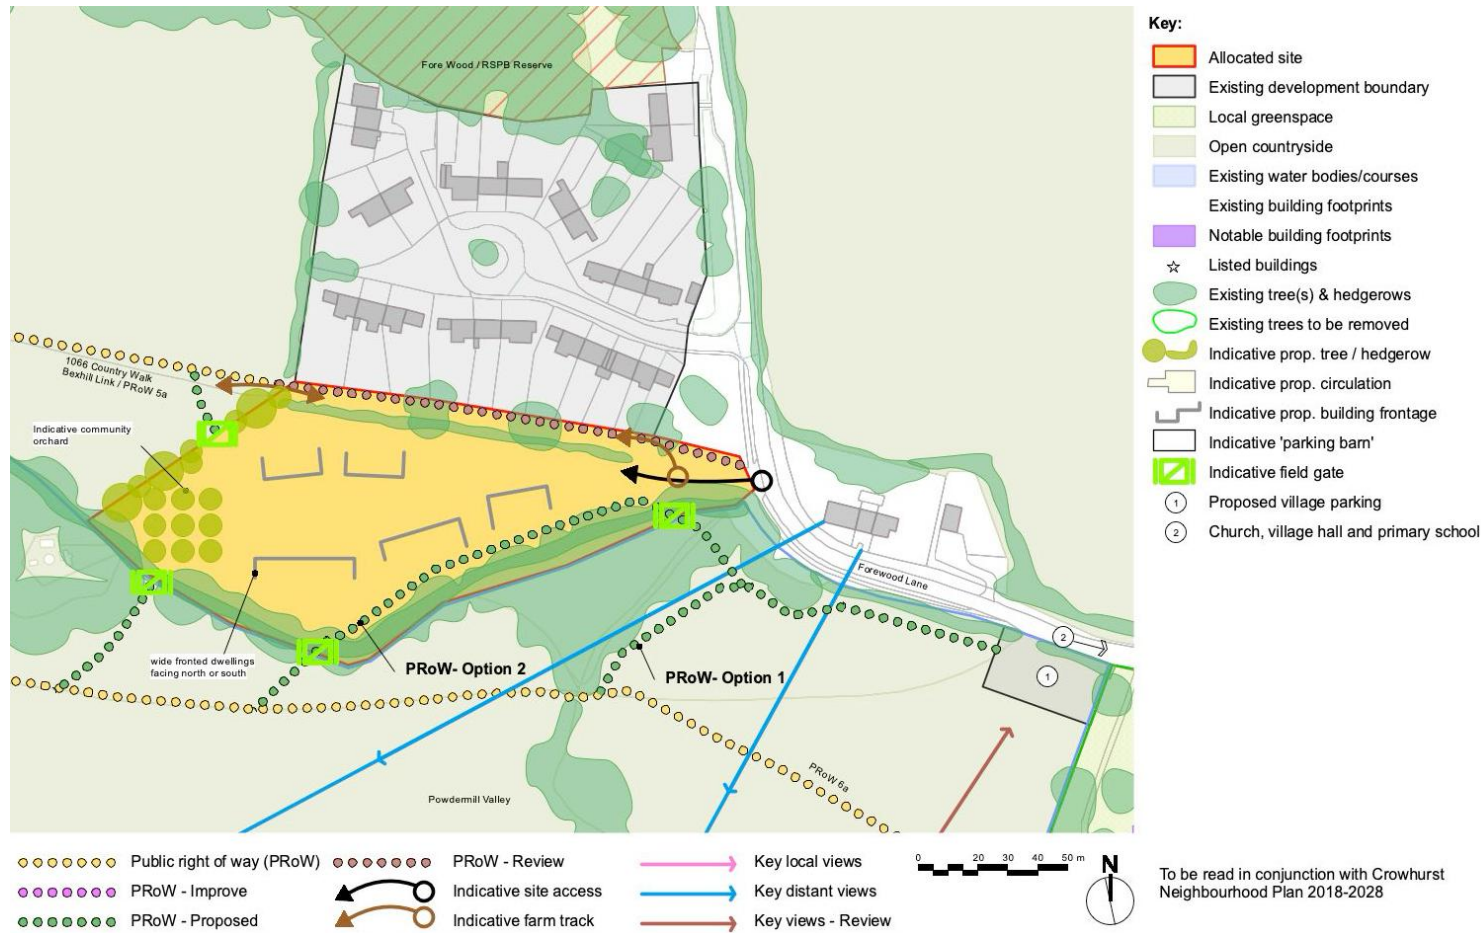 Fore Wood / RSPB Reserve
1066 Country Walk
Bexhill Link / PRoW 5a
Indicative community
orchard
wide fronted dwellings
facing north or south
PRoW- Option 2
PRoW- Option 1
Forewood Lane
2
1
PRoW 6a
Powdermill Valley
Key:
Allocated site
Existing development boundary
Local greenspace
Open countryside
Existing water bodies/courses
Existing building footprints
Notable building footprints
Listed buildings
Existing tree(s) & hedgerows
Existing trees to be removed
Indicative prop. tree / hedgerow
Indicative prop. circulation
Indicative prop. building frontage
Indicative 'parking barn'
Indicative field gate
1 Proposed village parking
2 Church, village hall and primary school
Public right of way (PRoW)
PRoW - Improve
PRoW - Proposed
PRoW - Review
Indicative site access
Indicative farm track
Key local views
Key distant views
Key views - Review
0 20 30 40 50 m
N
To be read in conjunction with Crowhurst
Neighbourhood Plan 2018-2028